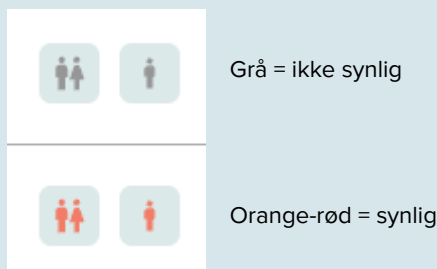 Grå = ikke synlig
Orange-rød = synlig